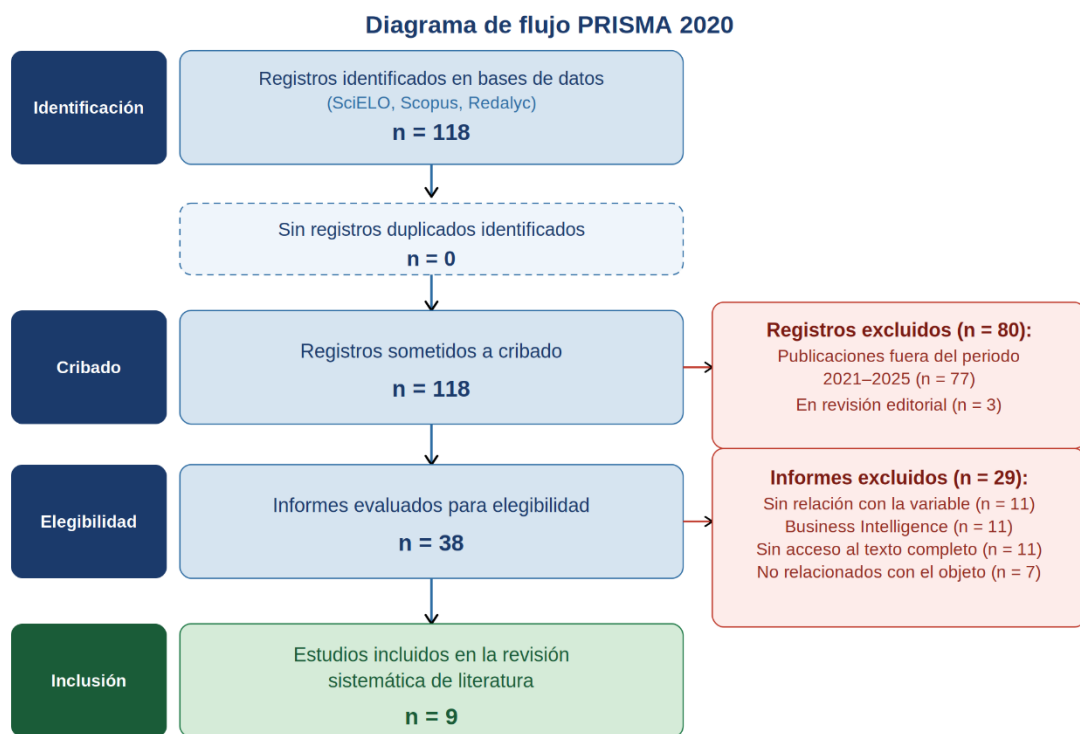 Diagrama de flujo PRISMA 2020
Identificación
Registros identificados en bases de datos
(SciELO, Scopus, Redalyc)
n = 118
Sin registros duplicados identificados
n = 0
Cribado
Registros sometidos a cribado
n = 118
Registros excluidos (n = 80):
Publicaciones fuera del periodo
2021–2025 (n = 77)
En revisión editorial (n = 3)
Elegibilidad
Informes evaluados para elegibilidad
n = 38
Informes excluidos (n = 29):
Sin relación con la variable (n = 11)
Business Intelligence (n = 11)
Sin acceso al texto completo (n = 11)
No relacionados con el objeto (n = 7)
Inclusión
Estudios incluidos en la revisión
sistemática de literatura
n = 9